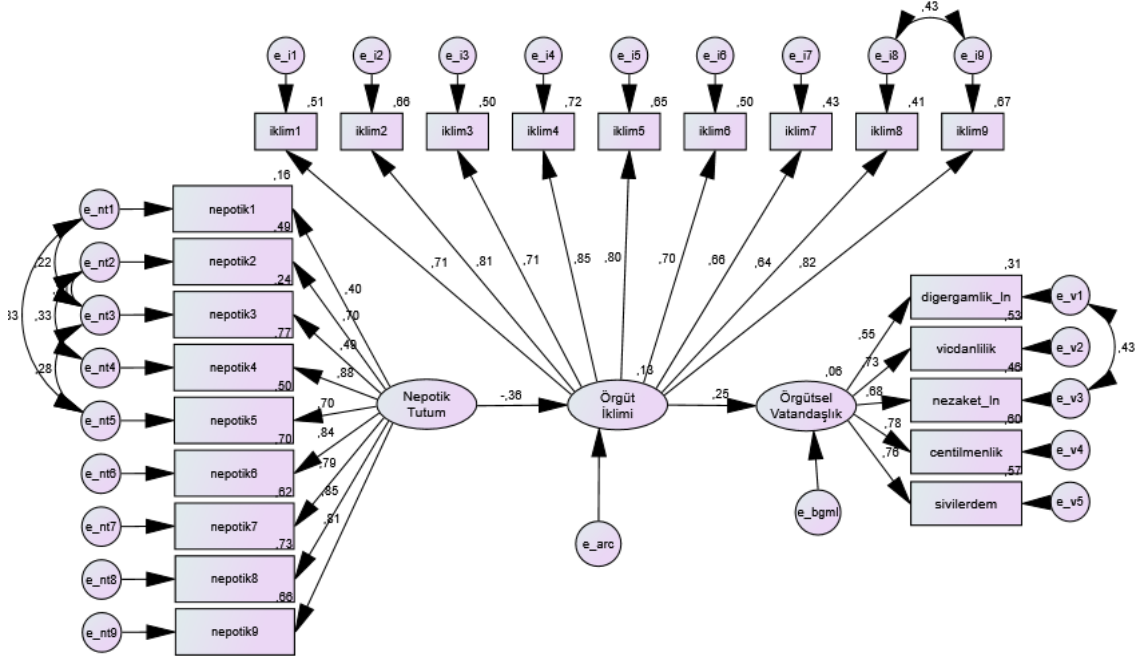 ,43
e_i1 e_i2 e_i3 e_i4 e_i5 e_i6 e_i7 e_i8 e_i9
,51 ,66 ,50 ,72 ,65 ,50 ,43 ,41 ,67
iklim1 iklim2 iklim3 iklim4 iklim5 iklim6 iklim7 iklim8 iklim9
,71 ,81 ,71 ,85 ,80 ,70 ,66 ,64 ,82
,16
e_nt1 nepotik1
,49
e_nt2 nepotik2
,24
e_nt3 nepotik3
,77
e_nt4 nepotik4
,50
e_nt5 nepotik5
,70
e_nt6 nepotik6
,62
e_nt7 nepotik7
,73
e_nt8 nepotik8
,66
e_nt9 nepotik9
,22
,33
,28
,40
,70
,49
,88
,70
,84
,79
,85
,81
Nepotik
Tutum
-,36
,13
Örgüt
İklimi
e_arc
,25
,06
Örgütsel
Vatandaşlık
e_bgml
,55
,73
,68
,78
,76
,31
digergamlik_ln e_v1
,53
vicdanlilik e_v2
,46
nezaket_ln e_v3
,60
centilmenlik e_v4
,57
sivilerdem e_v5
,43